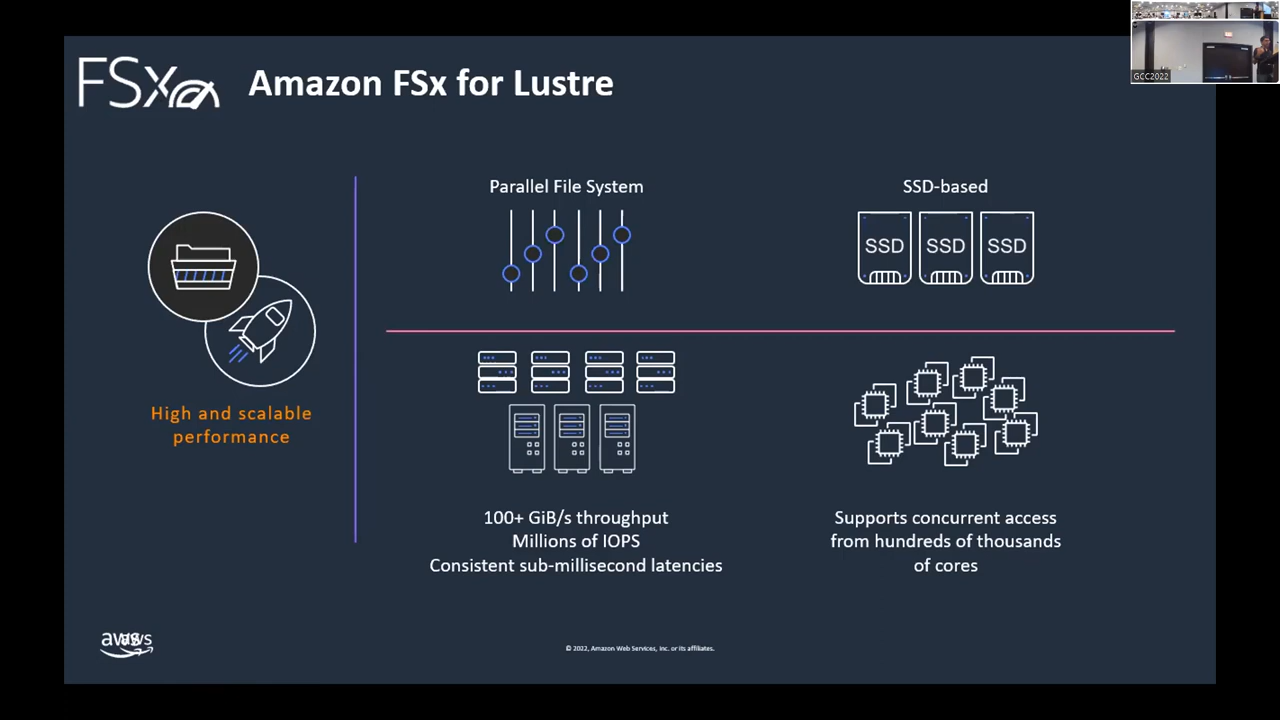 FSx
Amazon FSx for Lustre
GCC2022
High and scalable
performance
Parallel File System
SSD-based
SSD SSD SSD
100+ GiB/s throughput
Millions of IOPS
Consistent sub-millisecond latencies
Supports concurrent access
from hundreds of thousands
of cores
aws aws
© 2022, Amazon Web Services, Inc. or its affiliates.